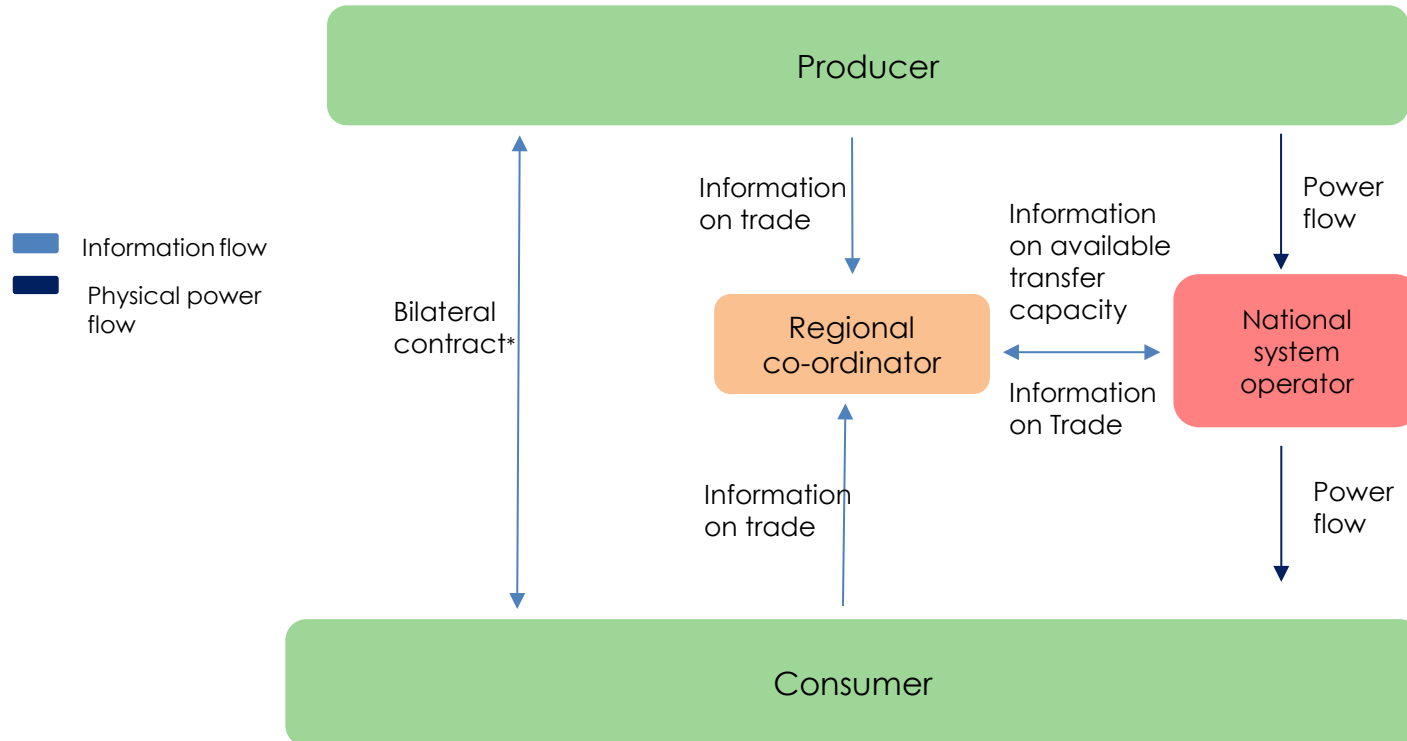 Producer
Information
on trade
Power
flow
Information
on available
transfer
capacity
Information flow
Physical power
flow
Bilateral
contract*
Regional
co-ordinator
National
system
operator
Information
on Trade
Information
on trade
Power
flow
Consumer